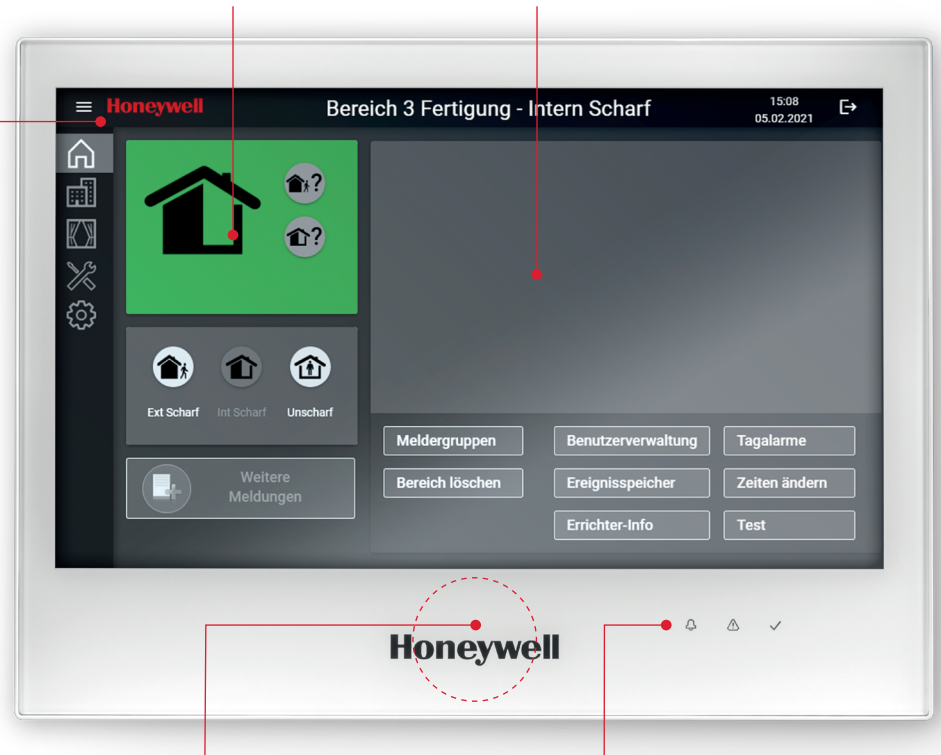 Honeywell
Bereich 3 Fertigung - Intern Scharf
15:08
05.02.2021
?
?
Ext Scharf
Int Scharf
Unscharf
Weitere
Meldungen
Meldergruppen
Benutzerverwaltung
Tagalarme
Bereich löschen
Ereignisspeicher
Zeiten ändern
Errichter-Info
Test
Honeywell